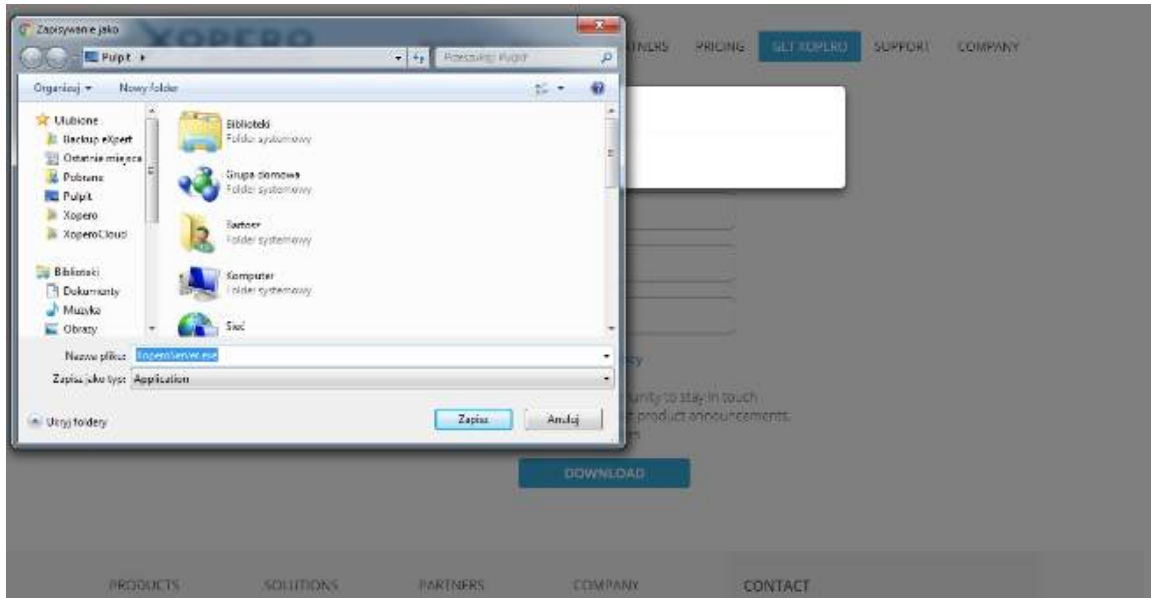 Zapisywanie jako
XOPERO
PRICING
GET XOPERO
SUPPORT
COMPANY
Pulpit
Przeszukaj: Pulpit
Organizuj
Nowy folder
Ulubione
Backup eXpert
Ostatnie miejsca
Pobrane
Pulpit
Xopero
XoperoCloud
Biblioteki
Dokumenty
Muzyka
Obrazy
Biblioteki
Folder systemowy
Grupa domowa
Folder systemowy
Bartosz
Folder systemowy
Komputer
Folder systemowy
Sieć
Nazwa pliku: XoperoServer.exe
Zapisz jako typ: Application
Ukryj foldery
Zapisz
Anuluj
to stay in touch
product announcements,
DOWNLOAD
PRODUCTS
SOLUTIONS
PARTNERS
COMPANY
CONTACT